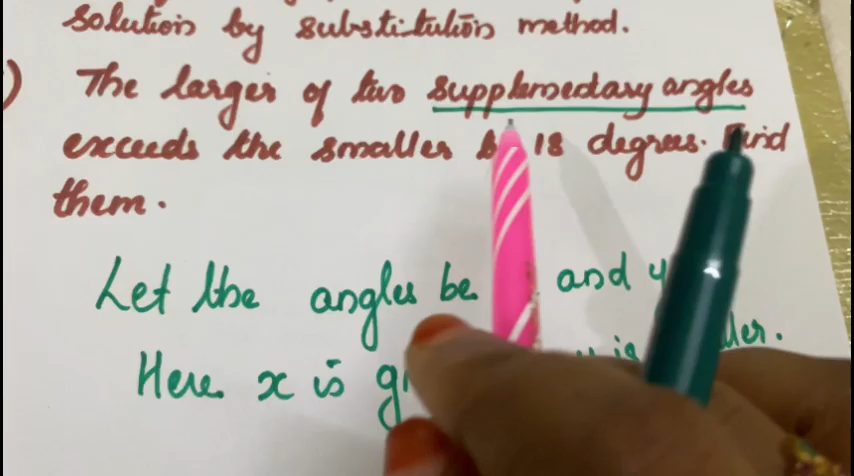 solution by substitution method.
) The larger of two supplementary angles
exceeds the smaller 18 degrees. Find
them.
Let the angles be and y
Here x is is